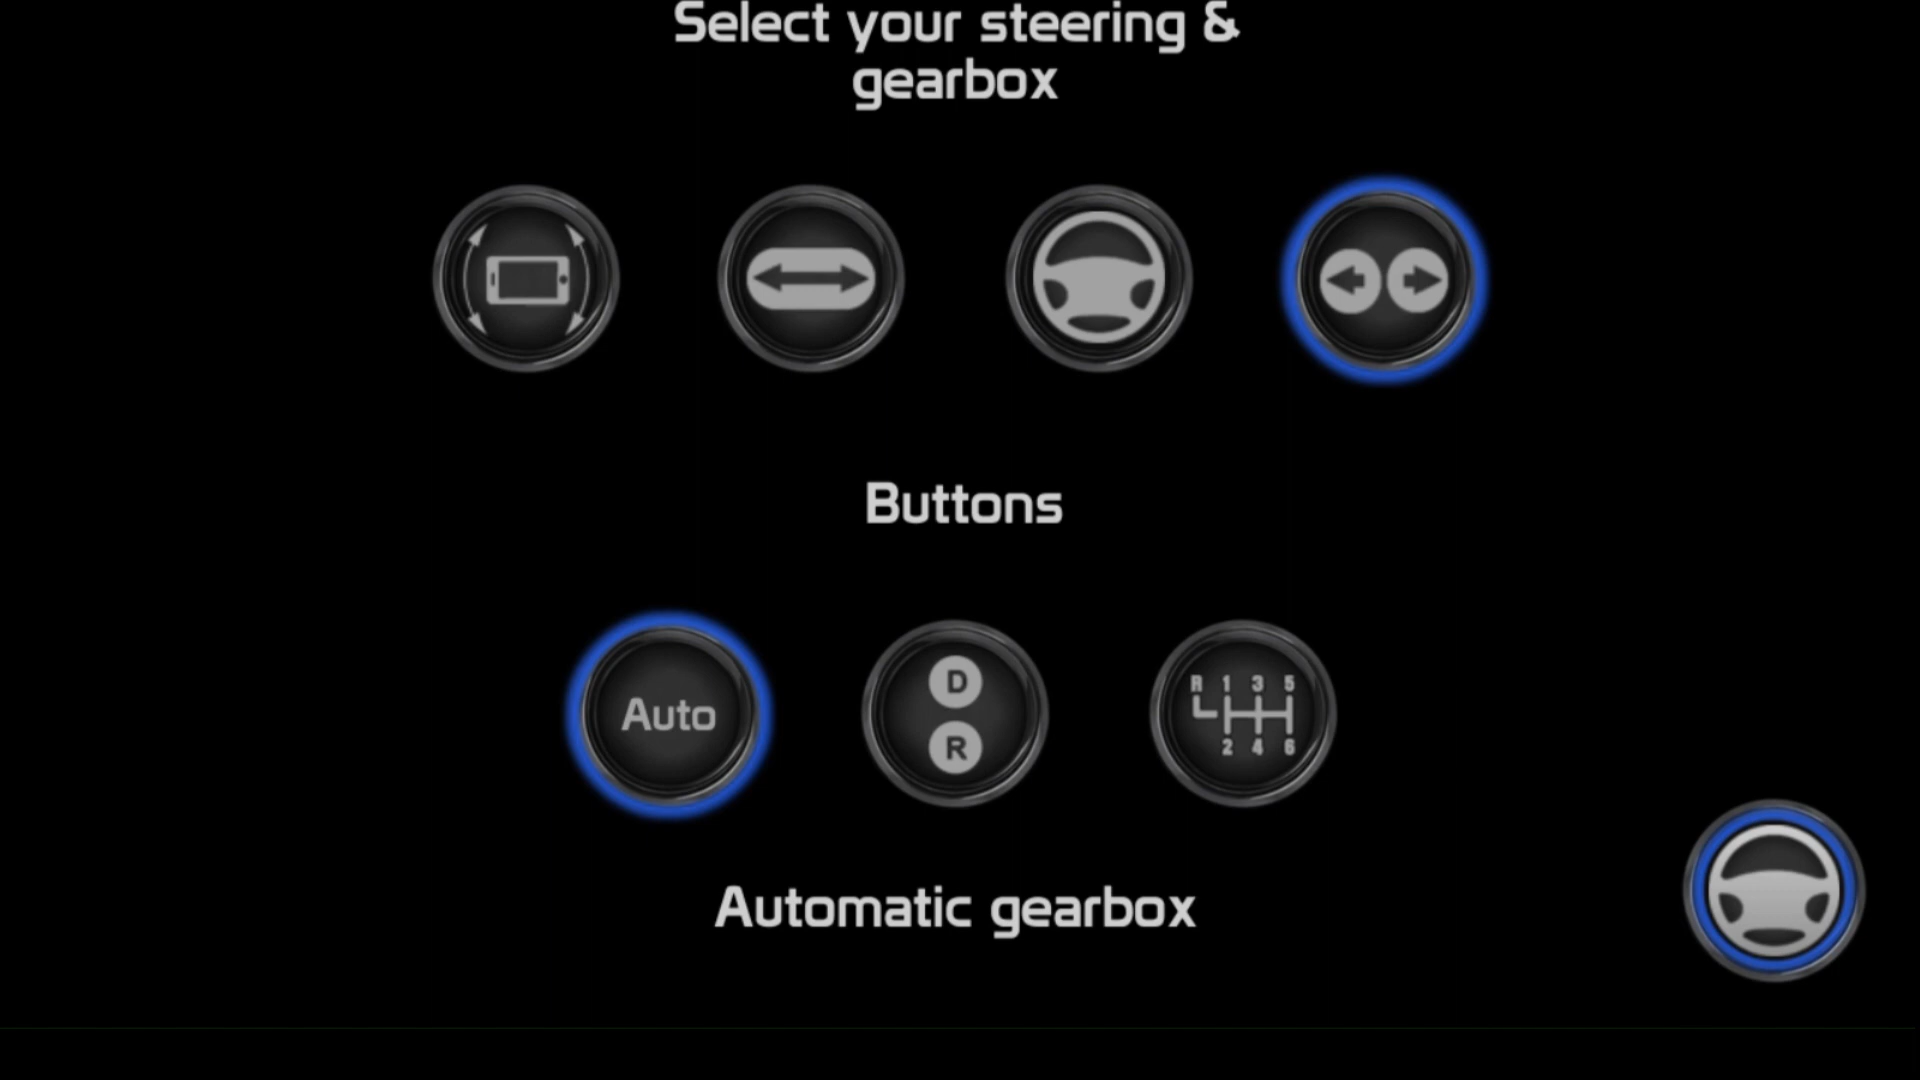 Select your steering &
gearbox
Buttons
Auto
D
R
R 1 3 5
2 4 6
Automatic gearbox